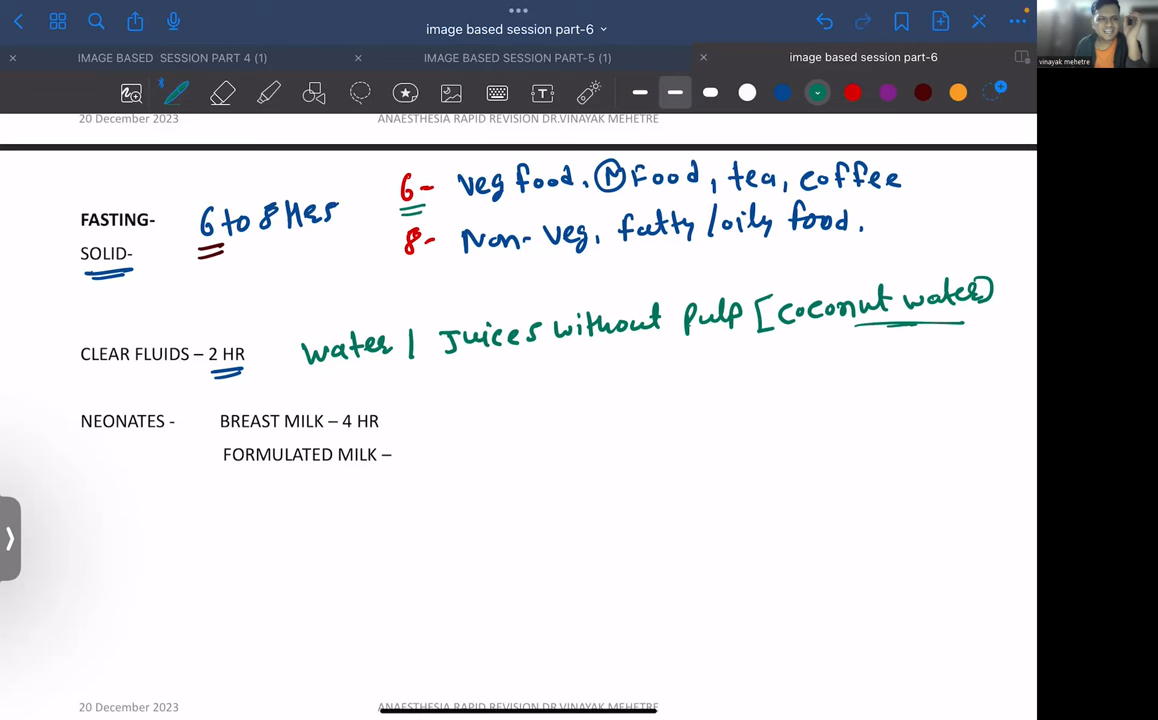 image based session part-6
IMAGE BASED SESSION PART 4 (1)
IMAGE BASED SESSION PART-5 (1)
image based session part-6
vinayak mehetre
20 December 2023 ANAESTHESIA RAPID REVISION DR.VINAYAK MEHETRE
6- veg food, (N) Food, tea, coffee
FASTING- 6 to 8 Hrs
8- Non-veg, fatty/oily food.
SOLID-
CLEAR FLUIDS – 2 HR water / Juices without pulp [coconut water)
NEONATES - BREAST MILK – 4 HR
FORMULATED MILK –
20 December 2023 ANAESTHESIA RAPID REVISION DR.VINAYAK MEHETRE